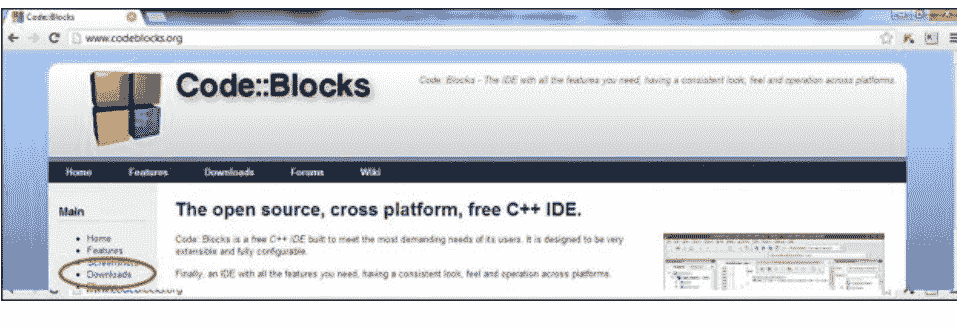 Code::Blocks
www.codeblocks.org
Code::Blocks
Code::Blocks - The IDE with all the features you need, having a consistent look, feel and operation across platforms.
Home Features Downloads Forums Wiki
Main
The open source, cross platform, free C++ IDE.
Home
Code::Blocks is a free C++ IDE built to meet the most demanding needs of its users. It is designed to be very
Features
extensible and fully configurable.
Screenshots
Downloads
Finally, an IDE with all the features you need, having a consistent look, feel and operation across platforms.
www.codeblocks.org